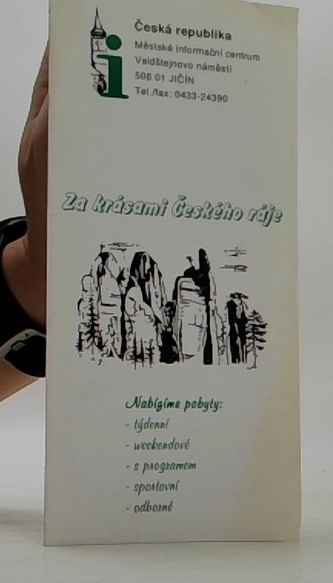 i
Česká republika
Městské informační centrum
Valdštejnovo náměstí
506 01 JIČÍN
Tel./fax: 0433-24390
Za krásami Českého ráje
Nabízíme pobyty:
- týdenní
- weekendové
- s programem
- sportovní
- odborné